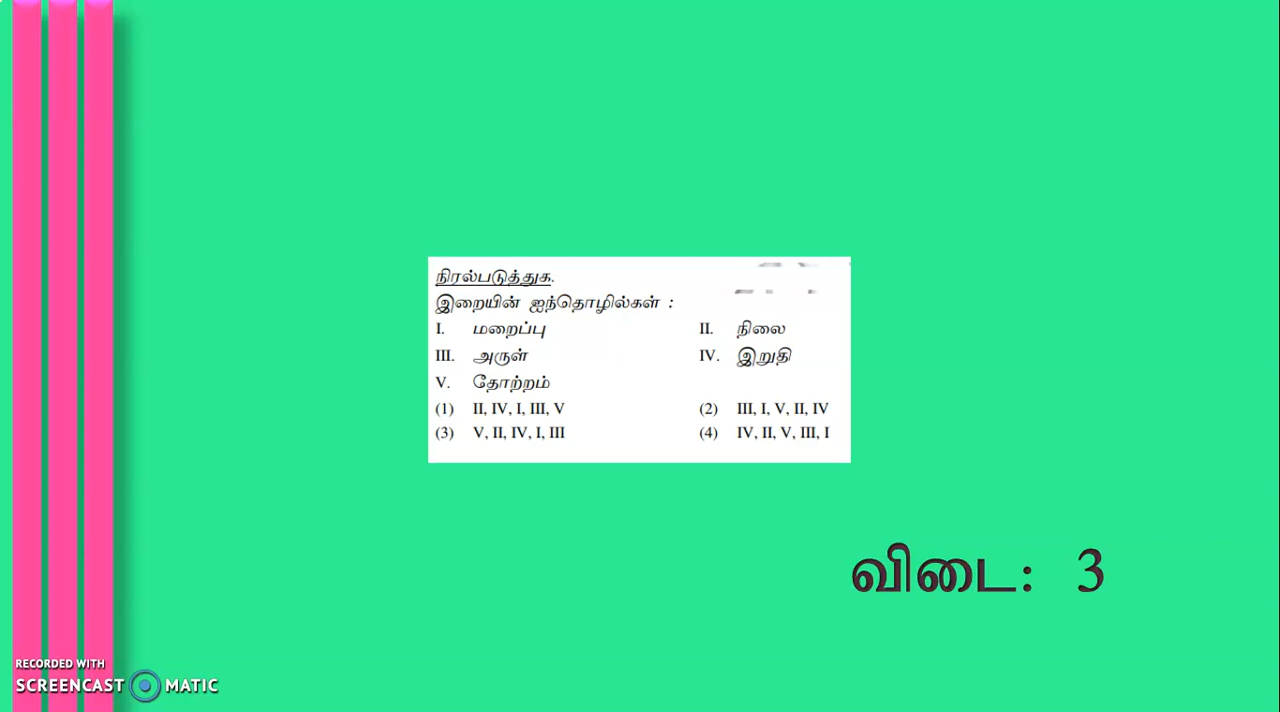 நிரல்படுத்துக.
இறையின் ஐந்தொழில்கள் :
I. மறைப்பு II. நிலை
III. அருள் IV. இறுதி
V. தோற்றம்
(1) II, IV, I, III, V (2) III, I, V, II, IV
(3) V, II, IV, I, III (4) IV, II, V, III, I
விடை: 3
RECORDED WITH
SCREENCAST MATIC